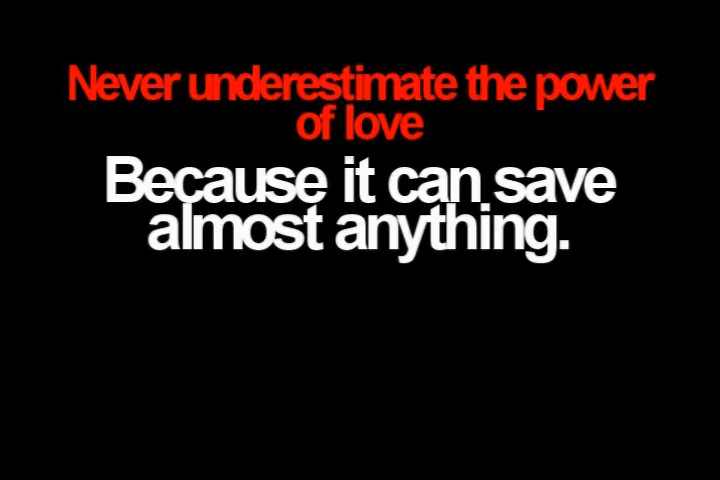 Never underestimate the power
of love
Because it can save
almost anything.